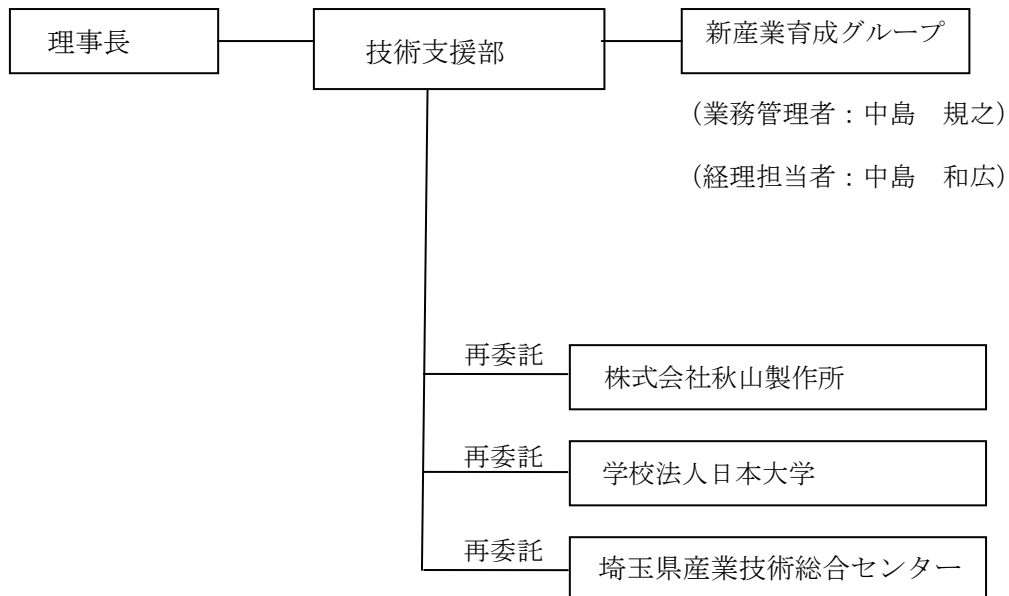 理事長
技術支援部
新産業育成グループ
(業務管理者：中島　規之)
(経理担当者：中島　和広)
再委託
株式会社秋山製作所
再委託
学校法人日本大学
再委託
埼玉県産業技術総合センター